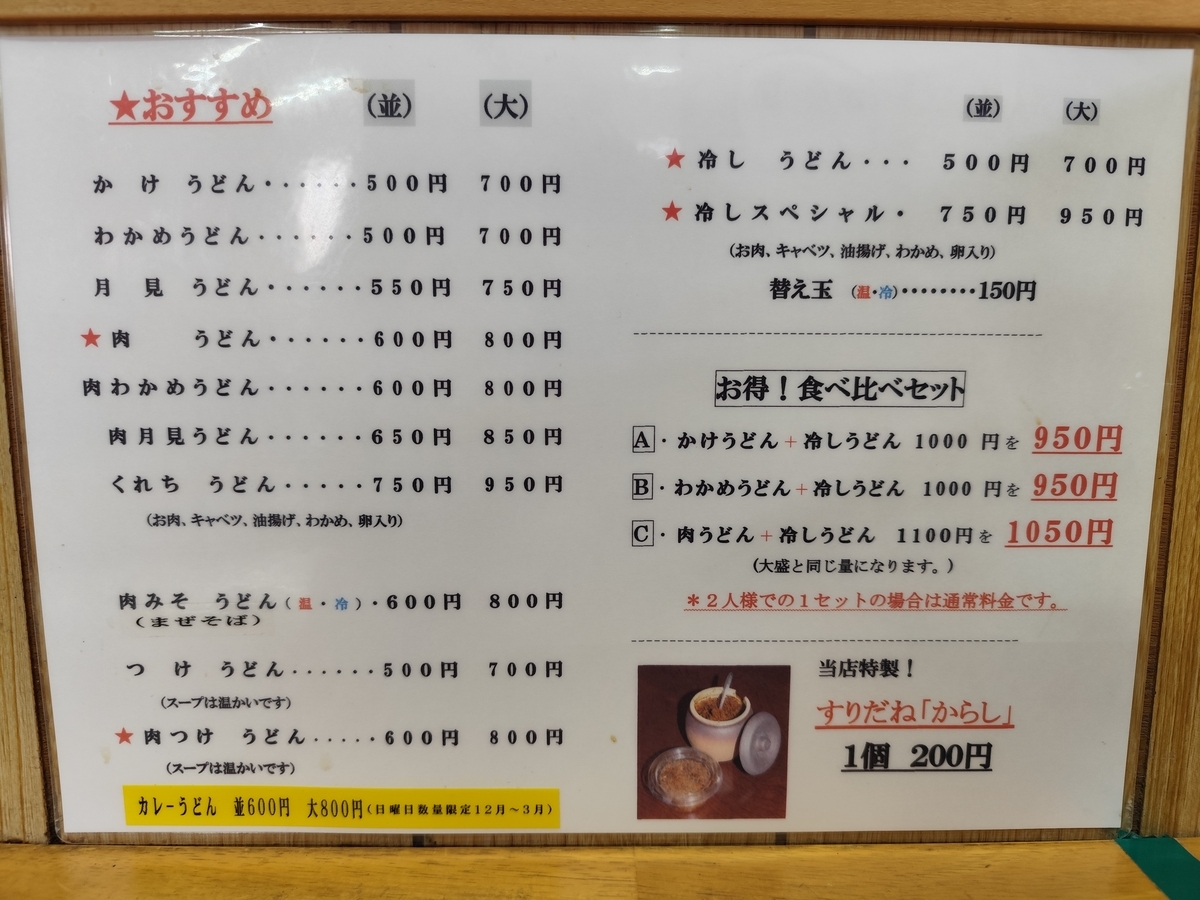 ★おすすめ (並) (大)
か け うどん・・・・・・500円 700円
わかめうどん・・・・・・500円 700円
月 見 うどん・・・・・・550円 750円
★肉 うどん・・・・・・600円 800円
肉わかめうどん・・・・・・600円 800円
肉月見うどん・・・・・・650円 850円
くれち うどん・・・・・750円 950円
(お肉、キャベツ、油揚げ、わかめ、卵入り)
肉みそ うどん(温・冷)・600円 800円
(まぜそば)
つ け うどん・・・・・・500円 700円
(スープは温かいです)
★肉つけ うどん・・・・・600円 800円
(スープは温かいです)
カレーうどん 並600円 大800円(日曜日数量限定12月～3月)
(並) (大)
★冷し うどん・・・ 500円 700円
★冷しスペシャル・ 750円 950円
(お肉、キャベツ、油揚げ、わかめ、卵入り)
替え玉 (温・冷)・・・・・・・・150円
お得！食べ比べセット
A・かけうどん＋冷しうどん 1000 円を 950円
B・わかめうどん＋冷しうどん 1000 円を 950円
C・肉うどん＋冷しうどん 1100円を 1050円
(大盛と同じ量になります。)
＊2人様での1セットの場合は通常料金です。
当店特製！
すりだね「からし」
1個 200円